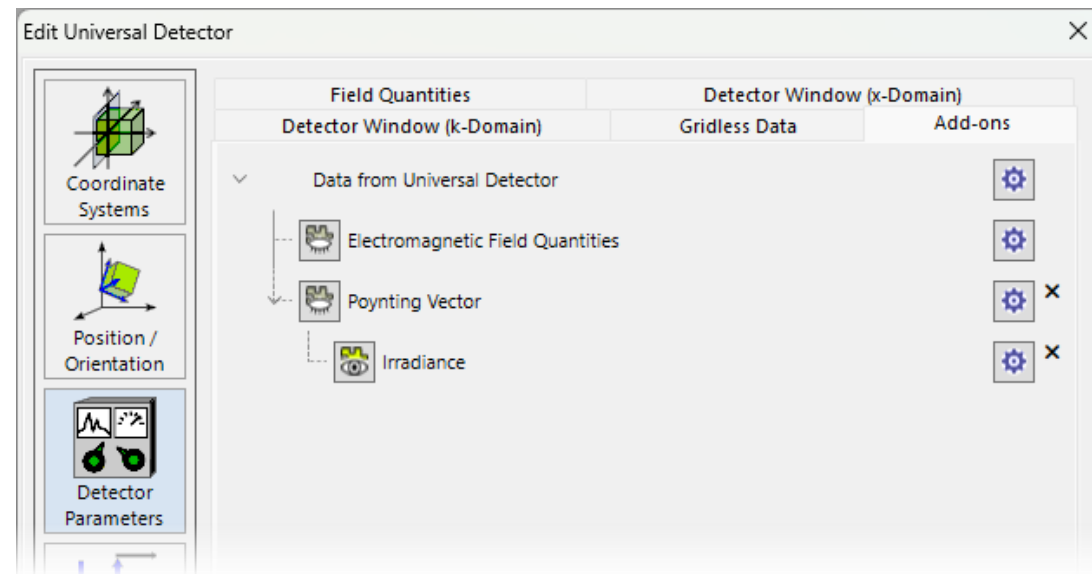 Edit Universal Detector
Field Quantities
Detector Window (x-Domain)
Detector Window (k-Domain)
Gridless Data
Add-ons
Coordinate
Systems
Position /
Orientation
Detector
Parameters
Data from Universal Detector
Electromagnetic Field Quantities
Poynting Vector
Irradiance